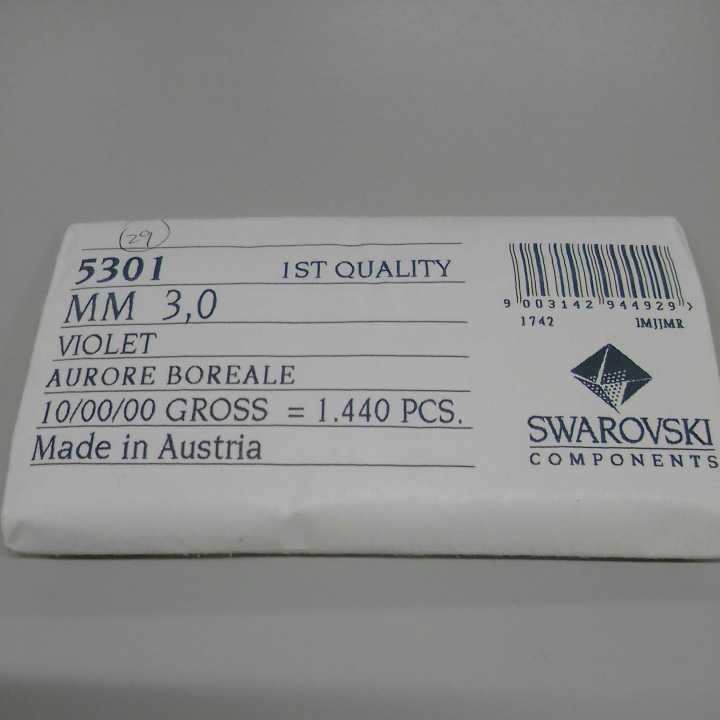 29
5301 1ST QUALITY
MM 3,0
VIOLET
AURORE BOREALE
10/00/00 GROSS = 1.440 PCS.
Made in Austria
9 003142 944929 >
1742 IMJJMR
SWAROVSKI
COMPONENTS